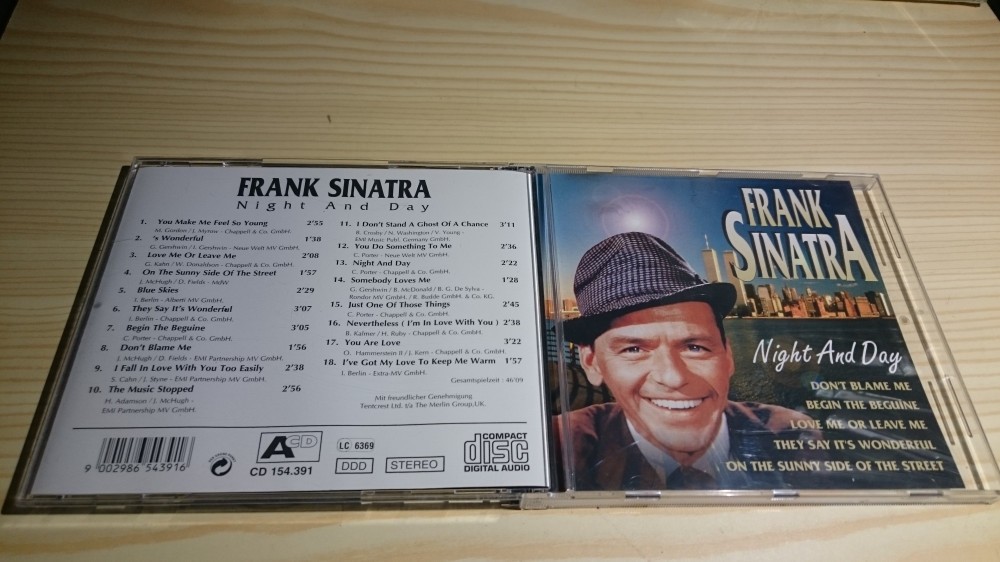 FRANK SINATRA
Night And Day
1. You Make Me Feel So Young 2'55
M. Gordon / J. Myrow - Chappell & Co. GmbH.
2. 's Wonderful 1'38
G. Gershwin / I. Gershwin - Neue Welt MV GmbH.
3. Love Me Or Leave Me 2'08
G. Kahn / W. Donaldson - Chappell & Co. GmbH.
4. On The Sunny Side Of The Street 1'57
J. McHugh / D. Fields - MdW
5. Blue Skies 2'29
I. Berlin - Alberti MV GmbH.
6. They Say It's Wonderful 3'07
I. Berlin - Chappell & Co. GmbH.
7. Begin The Beguine 3'05
C. Porter - Chappell & Co. GmbH.
8. Don't Blame Me 1'56
J. McHugh / D. Fields - EMI Partnership MV GmbH.
9. I Fall In Love With You Too Easily 2'38
S. Cahn / J. Styne - EMI Partnership MV GmbH.
10. The Music Stopped 2'56
H. Adamson / J. McHugh -
EMI Partnership MV GmbH.
11. I Don't Stand A Ghost Of A Chance 3'11
B. Crosby / N. Washington / V. Young -
EMI Music Publ. Germany GmbH.
12. You Do Something To Me 2'36
C. Porter - Neue Welt MV GmbH.
13. Night And Day 2'22
C. Porter - Chappell & Co. GmbH.
14. Somebody Loves Me 1'28
G. Gershwin / B. McDonald / B. G. De Sylva -
Rondor MV GmbH. / R. Budde GmbH. & Co. KG.
15. Just One Of Those Things 2'45
C. Porter - Chappell & Co. GmbH.
16. Nevertheless ( I'm In Love With You ) 2'38
B. Kalmer / H. Ruby - Chappell & Co. GmbH.
17. You Are Love 3'22
O. Hammerstein II / J. Kern - Chappell & Co. GmbH.
18. I've Got My Love To Keep Me Warm 1'57
I. Berlin - Extra-MV GmbH.
Gesamtspielzeit : 46'09
Mit freundlicher Genehmigung
Tentcrest Ltd. t/a The Merlin Group, UK.
9 002986 543916
ACD
CD 154.391
LC 6369
DDD
STEREO
COMPACT
disc
DIGITAL AUDIO
FRANK
SINATRA
Night And Day
DON'T BLAME ME
BEGIN THE BEGUINE
LOVE ME OR LEAVE ME
THEY SAY IT'S WONDERFUL
ON THE SUNNY SIDE OF THE STREET